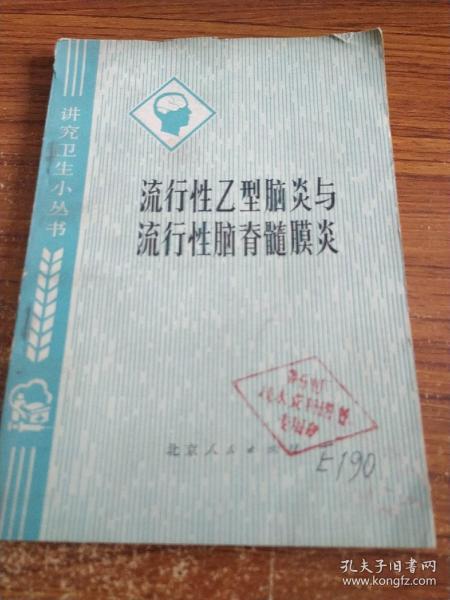 讲究卫生小丛书
流行性乙型脑炎与
流行性脑脊髓膜炎
北京人民出版社
E190
孔夫子旧书网
www.kongfz.com